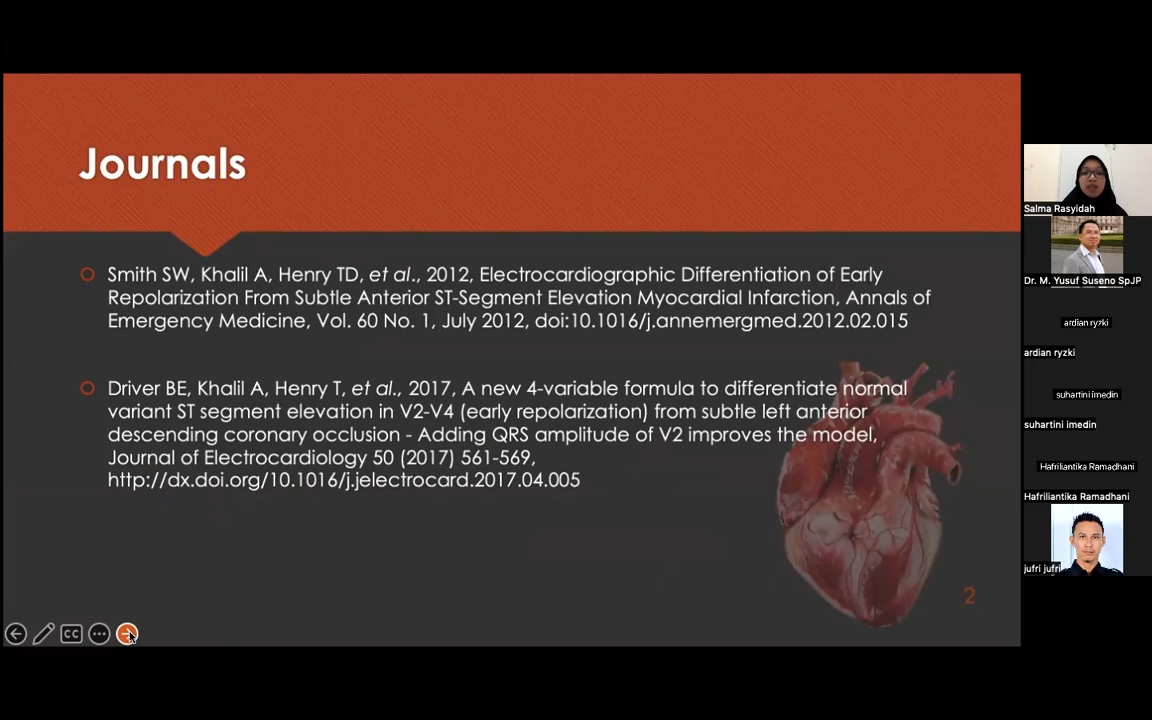 Journals
Smith SW, Khalil A, Henry TD, et al., 2012, Electrocardiographic Differentiation of Early
Repolarization From Subtle Anterior ST-Segment Elevation Myocardial Infarction, Annals of
Emergency Medicine, Vol. 60 No. 1, July 2012, doi:10.1016/j.annemergmed.2012.02.015
Driver BE, Khalil A, Henry T, et al., 2017, A new 4-variable formula to differentiate normal
variant ST segment elevation in V2-V4 (early repolarization) from subtle left anterior
descending coronary occlusion - Adding QRS amplitude of V2 improves the model,
Journal of Electrocardiology 50 (2017) 561-569,
http://dx.doi.org/10.1016/j.jelectrocard.2017.04.005
2
CC
Salma Rasyidah
Dr. M. Yusuf Suseno SpJP
ardian ryzki
ardian ryzki
suhartini imedin
suhartini imedin
Hafriliantika Ramadhani
Hafriliantika Ramadhani
jufri jufri